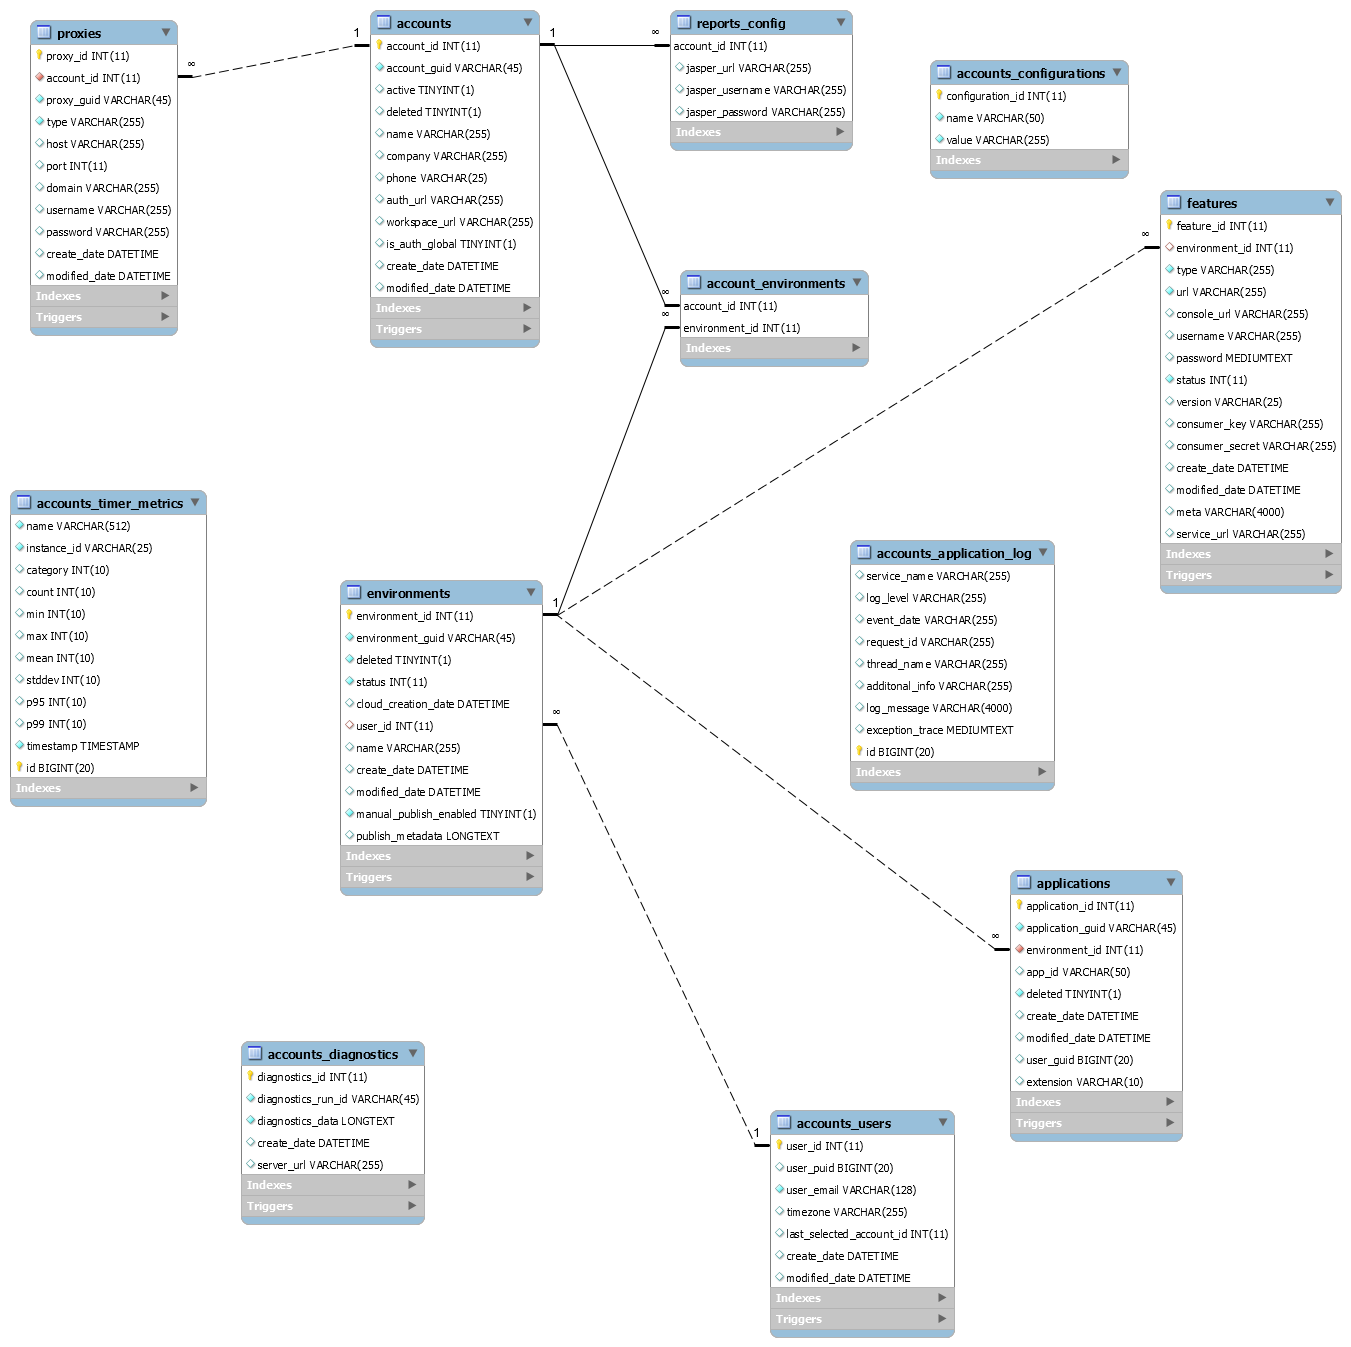 proxies
proxy_id INT(11)
account_id INT(11)
proxy_guid VARCHAR(45)
type VARCHAR(255)
host VARCHAR(255)
port INT(11)
domain VARCHAR(255)
username VARCHAR(255)
password VARCHAR(255)
create_date DATETIME
modified_date DATETIME
Indexes
Triggers
∞
1
accounts
account_id INT(11)
account_guid VARCHAR(45)
active TINYINT(1)
deleted TINYINT(1)
name VARCHAR(255)
company VARCHAR(255)
phone VARCHAR(25)
auth_url VARCHAR(255)
workspace_url VARCHAR(255)
is_auth_global TINYINT(1)
create_date DATETIME
modified_date DATETIME
Indexes
Triggers
1
∞
reports_config
account_id INT(11)
jasper_url VARCHAR(255)
jasper_username VARCHAR(255)
jasper_password VARCHAR(255)
Indexes
accounts_configurations
configuration_id INT(11)
name VARCHAR(50)
value VARCHAR(255)
Indexes
∞
features
feature_id INT(11)
environment_id INT(11)
type VARCHAR(255)
url VARCHAR(255)
console_url VARCHAR(255)
username VARCHAR(255)
password MEDIUMTEXT
status INT(11)
version VARCHAR(25)
consumer_key VARCHAR(255)
consumer_secret VARCHAR(255)
create_date DATETIME
modified_date DATETIME
meta VARCHAR(4000)
service_url VARCHAR(255)
Indexes
Triggers
∞
∞
account_environments
account_id INT(11)
environment_id INT(11)
Indexes
accounts_timer_metrics
name VARCHAR(512)
instance_id VARCHAR(25)
category INT(10)
count INT(10)
min INT(10)
max INT(10)
mean INT(10)
stddev INT(10)
p95 INT(10)
p99 INT(10)
timestamp TIMESTAMP
id BIGINT(20)
Indexes
environments
environment_id INT(11)
environment_guid VARCHAR(45)
deleted TINYINT(1)
status INT(11)
cloud_creation_date DATETIME
user_id INT(11)
name VARCHAR(255)
create_date DATETIME
modified_date DATETIME
manual_publish_enabled TINYINT(1)
publish_metadata LONGTEXT
Indexes
Triggers
1
∞
accounts_application_log
service_name VARCHAR(255)
log_level VARCHAR(255)
event_date VARCHAR(255)
request_id VARCHAR(255)
thread_name VARCHAR(255)
additonal_info VARCHAR(255)
log_message VARCHAR(4000)
exception_trace MEDIUMTEXT
id BIGINT(20)
Indexes
∞
applications
application_id INT(11)
application_guid VARCHAR(45)
environment_id INT(11)
app_id VARCHAR(50)
deleted TINYINT(1)
create_date DATETIME
modified_date DATETIME
user_guid BIGINT(20)
extension VARCHAR(10)
Indexes
Triggers
accounts_diagnostics
diagnostics_id INT(11)
diagnostics_run_id VARCHAR(45)
diagnostics_data LONGTEXT
create_date DATETIME
server_url VARCHAR(255)
Indexes
Triggers
1
accounts_users
user_id INT(11)
user_puid BIGINT(20)
user_email VARCHAR(128)
timezone VARCHAR(255)
last_selected_account_id INT(11)
create_date DATETIME
modified_date DATETIME
Indexes
Triggers